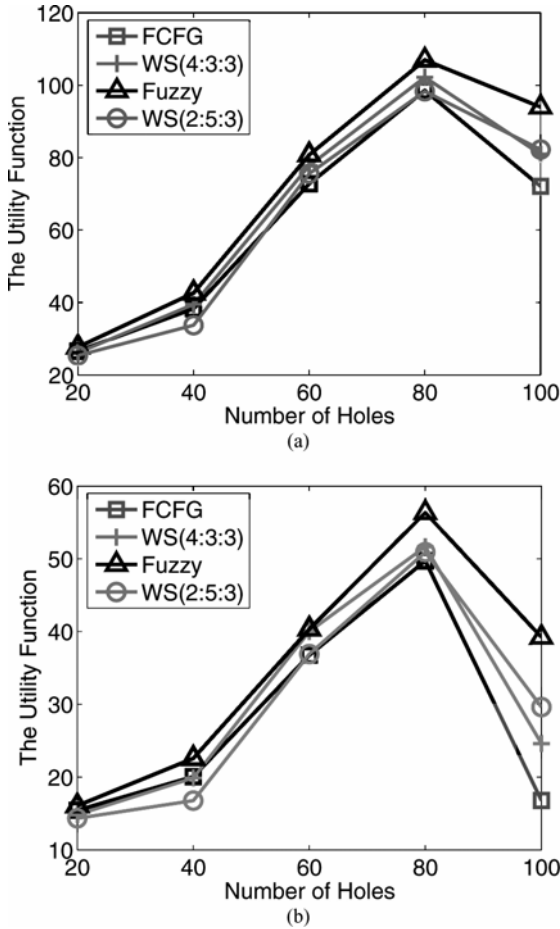 120
100
80
60
40
20
The Utility Function
FCFG
WS(4:3:3)
Fuzzy
WS(2:5:3)
20 40 60 80 100
Number of Holes
(a)
60
50
40
30
20
10
The Utility Function
FCFG
WS(4:3:3)
Fuzzy
WS(2:5:3)
20 40 60 80 100
Number of Holes
(b)